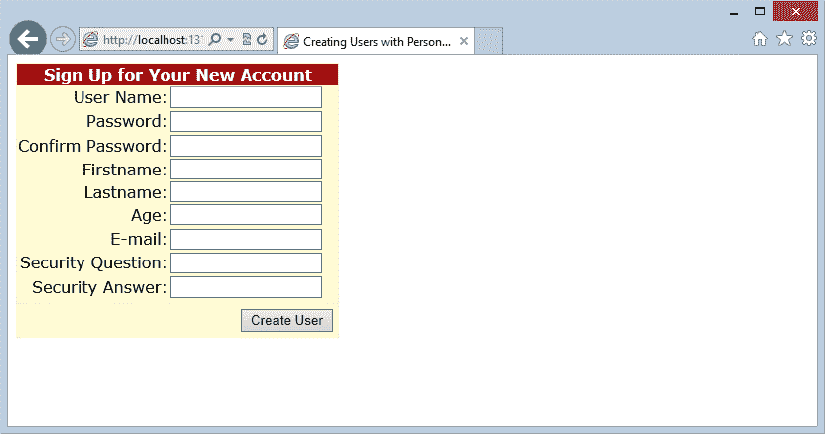 http://localhost:131
Creating Users with Person...
Sign Up for Your New Account
User Name:
Password:
Confirm Password:
Firstname:
Lastname:
Age:
E-mail:
Security Question:
Security Answer:
Create User